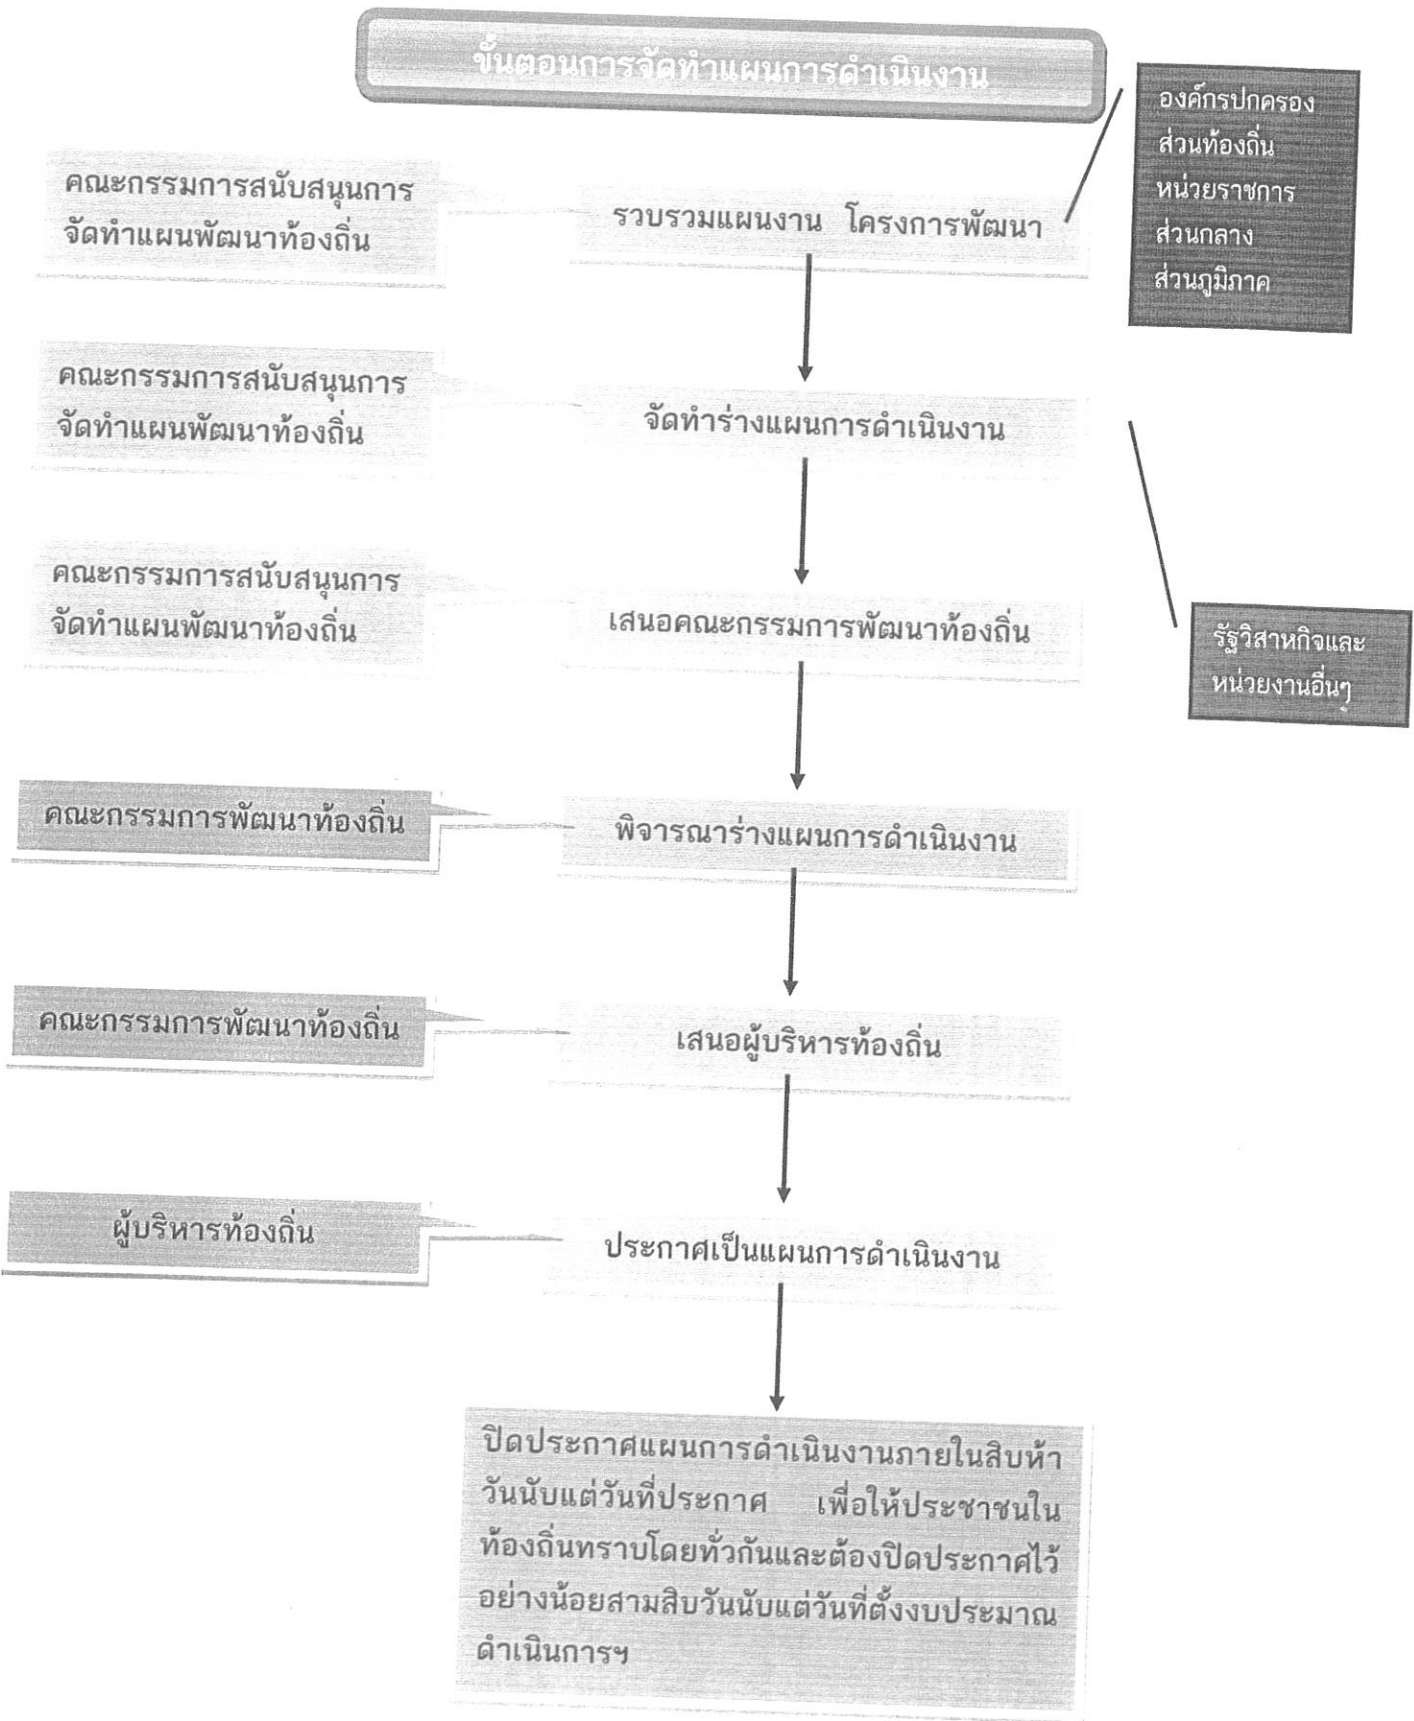 ขั้นตอนการจัดทำแผนการดำเนินงาน
องค์กรปกครอง
ส่วนท้องถิ่น
หน่วยราชการ
ส่วนกลาง
ส่วนภูมิภาค
คณะกรรมการสนับสนุนการ
จัดทำแผนพัฒนาท้องถิ่น
รวบรวมแผนงาน โครงการพัฒนา
คณะกรรมการสนับสนุนการ
จัดทำแผนพัฒนาท้องถิ่น
จัดทำร่างแผนการดำเนินงาน
คณะกรรมการสนับสนุนการ
จัดทำแผนพัฒนาท้องถิ่น
เสนอคณะกรรมการพัฒนาท้องถิ่น
รัฐวิสาหกิจและ
หน่วยงานอื่นๆ
คณะกรรมการพัฒนาท้องถิ่น
พิจารณาร่างแผนการดำเนินงาน
คณะกรรมการพัฒนาท้องถิ่น
เสนอผู้บริหารท้องถิ่น
ผู้บริหารท้องถิ่น
ประกาศเป็นแผนการดำเนินงาน
ปิดประกาศแผนการดำเนินงานภายในสิบห้า
วันนับแต่วันที่ประกาศ เพื่อให้ประชาชนใน
ท้องถิ่นทราบโดยทั่วกันและต้องปิดประกาศไว้
อย่างน้อยสามสิบวันนับแต่วันที่ตั้งงบประมาณ
ดำเนินการฯ